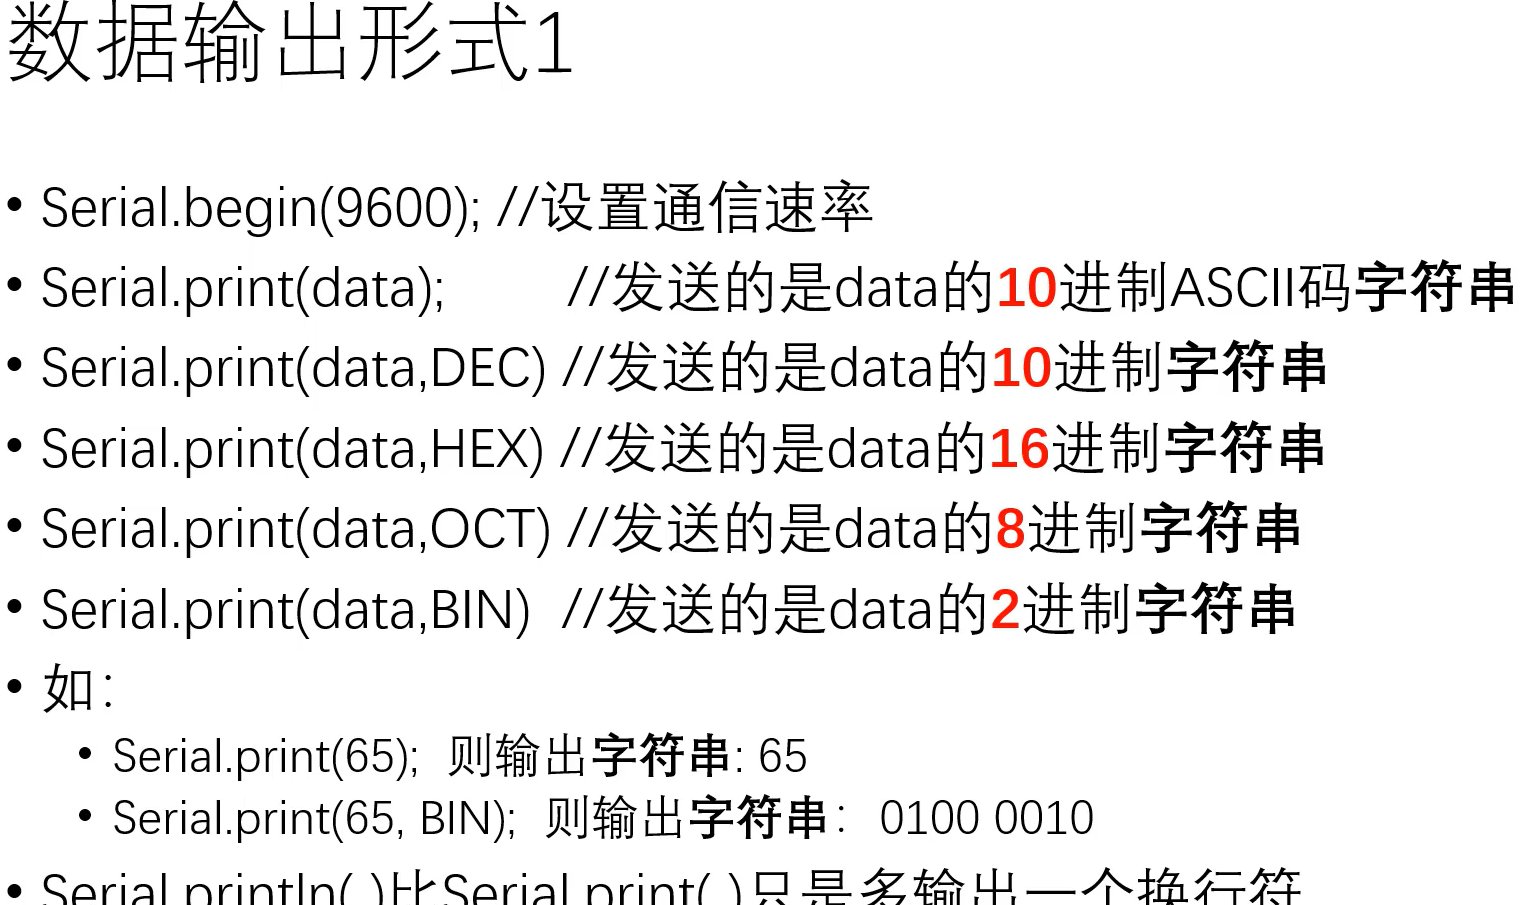 数据输出形式1
• Serial.begin(9600); //设置通信速率
• Serial.print(data); //发送的是data的10进制ASCII码字符串
• Serial.print(data,DEC) //发送的是data的10进制字符串
• Serial.print(data,HEX) //发送的是data的16进制字符串
• Serial.print(data,OCT) //发送的是data的8进制字符串
• Serial.print(data,BIN) //发送的是data的2进制字符串
• 如:
• Serial.print(65); 则输出字符串: 65
• Serial.print(65, BIN); 则输出字符串: 0100 0010
• Serial.println( )比Serial.print( )只是多输出一个换行符